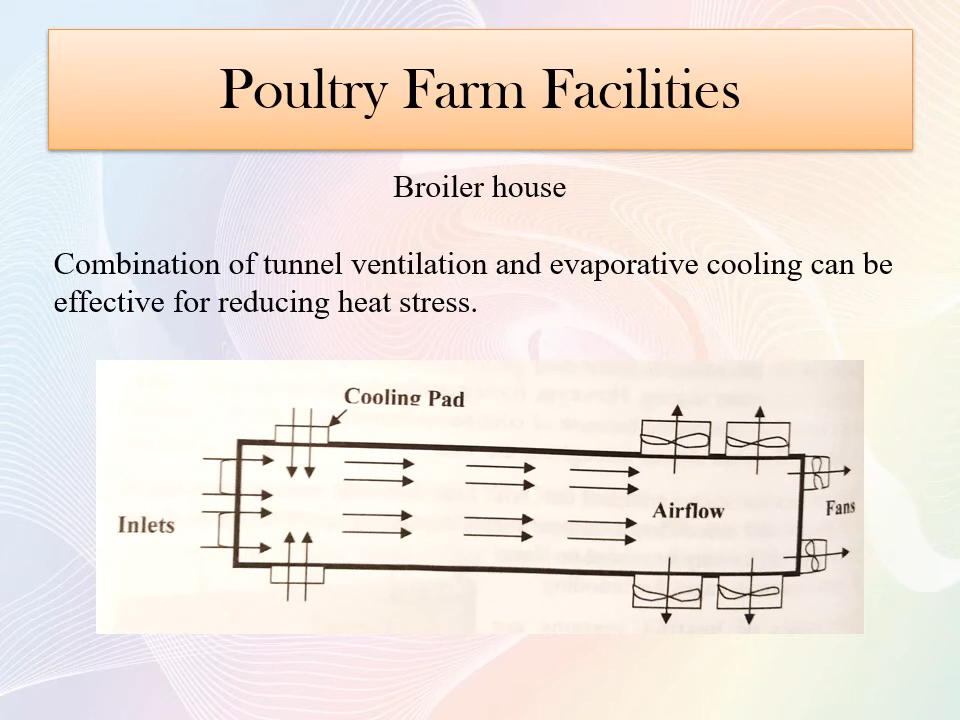 Poultry Farm Facilities
Broiler house
Combination of tunnel ventilation and evaporative cooling can be
effective for reducing heat stress.
Cooling Pad
Inlets
Airflow
Fans